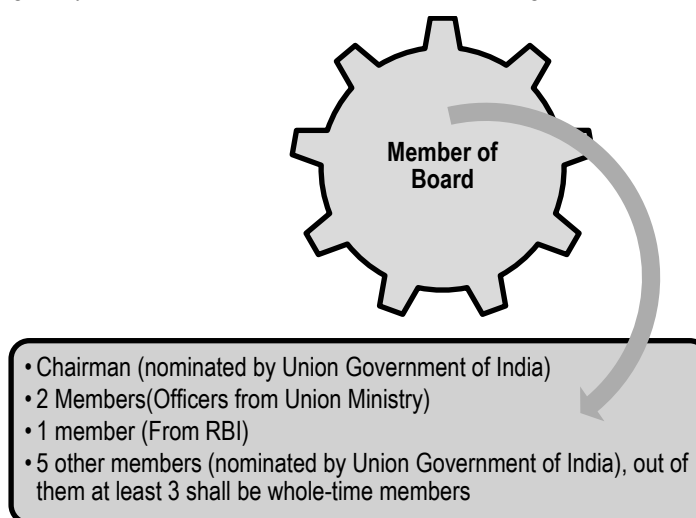 Member of
Board
• Chairman (nominated by Union Government of India)
• 2 Members(Officers from Union Ministry)
• 1 member (From RBI)
• 5 other members (nominated by Union Government of India), out of
them at least 3 shall be whole-time members